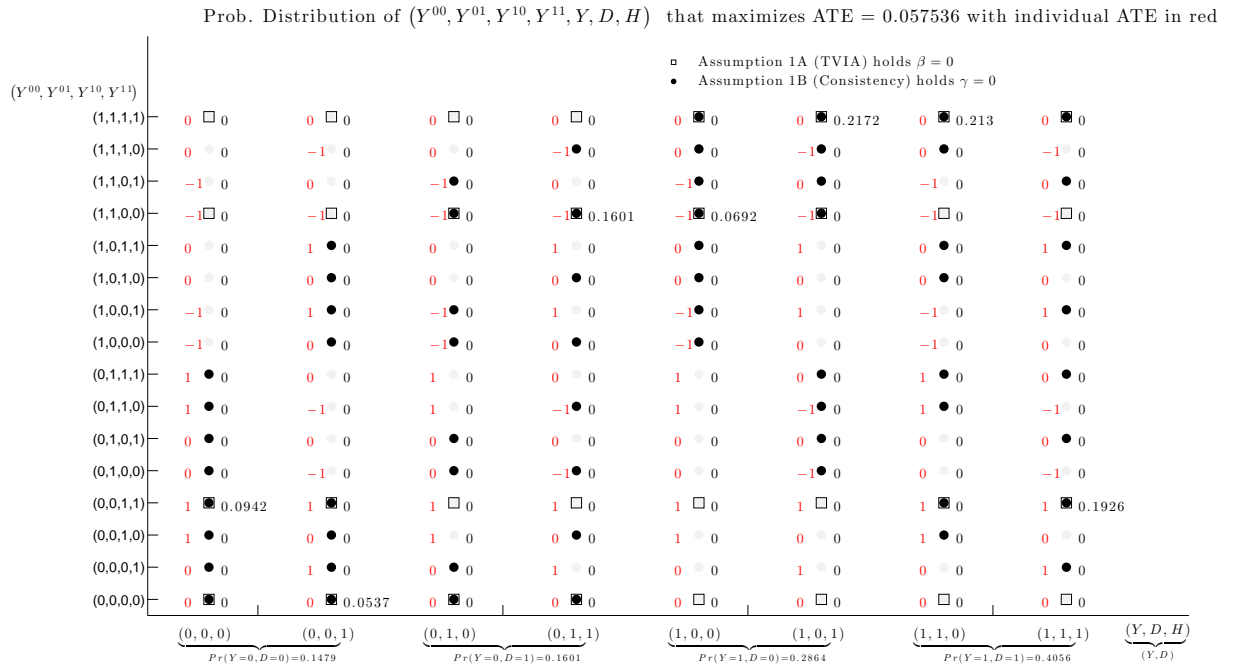 Prob. Distribution of (Y^{00}, Y^{01}, Y^{10}, Y^{11}, Y, D, H) that maximizes ATE = 0.057536 with individual ATE in red
Assumption 1A (TVIA) holds β = 0
Assumption 1B (Consistency) holds γ = 0
(Y^{00}, Y^{01}, Y^{10}, Y^{11})
(1,1,1,1) 0 0 0 0 0 0 0 0 0 0 0 0.2172 0 0.213 0 0
(1,1,1,0) 0 0 −1 0 0 0 −1 0 0 0 −1 0 0 0 −1 0
(1,1,0,1) −1 0 0 0 −1 0 0 0 −1 0 0 0 −1 0 0 0
(1,1,0,0) −1 0 −1 0 −1 0 −1 0.1601 −1 0.0692 −1 0 −1 0 −1 0
(1,0,1,1) 0 0 1 0 0 0 1 0 0 0 1 0 0 0 1 0
(1,0,1,0) 0 0 0 0 0 0 0 0 0 0 0 0 0 0 0 0
(1,0,0,1) −1 0 1 0 −1 0 1 0 −1 0 1 0 −1 0 1 0
(1,0,0,0) −1 0 0 0 −1 0 0 0 −1 0 0 0 −1 0 0 0
(0,1,1,1) 1 0 0 0 1 0 0 0 1 0 0 0 1 0 0 0
(0,1,1,0) 1 0 −1 0 1 0 −1 0 1 0 −1 0 1 0 −1 0
(0,1,0,1) 0 0 0 0 0 0 0 0 0 0 0 0 0 0 0 0
(0,1,0,0) 0 0 −1 0 0 0 −1 0 0 0 −1 0 0 0 −1 0
(0,0,1,1) 1 0.0942 1 0 1 0 1 0 1 0 1 0 1 0 1 0.1926
(0,0,1,0) 1 0 0 0 1 0 0 0 1 0 0 0 1 0 0 0
(0,0,0,1) 0 0 1 0 0 0 1 0 0 0 1 0 0 0 1 0
(0,0,0,0) 0 0 0 0.0537 0 0 0 0 0 0 0 0 0 0 0 0
(0, 0, 0) (0, 0, 1) (0, 1, 0) (0, 1, 1) (1, 0, 0) (1, 0, 1) (1, 1, 0) (1, 1, 1) (Y, D, H)
Pr(Y=0,D=0)=0.1479 Pr(Y=0,D=1)=0.1601 Pr(Y=1,D=0)=0.2864 Pr(Y=1,D=1)=0.4056 (Y,D)